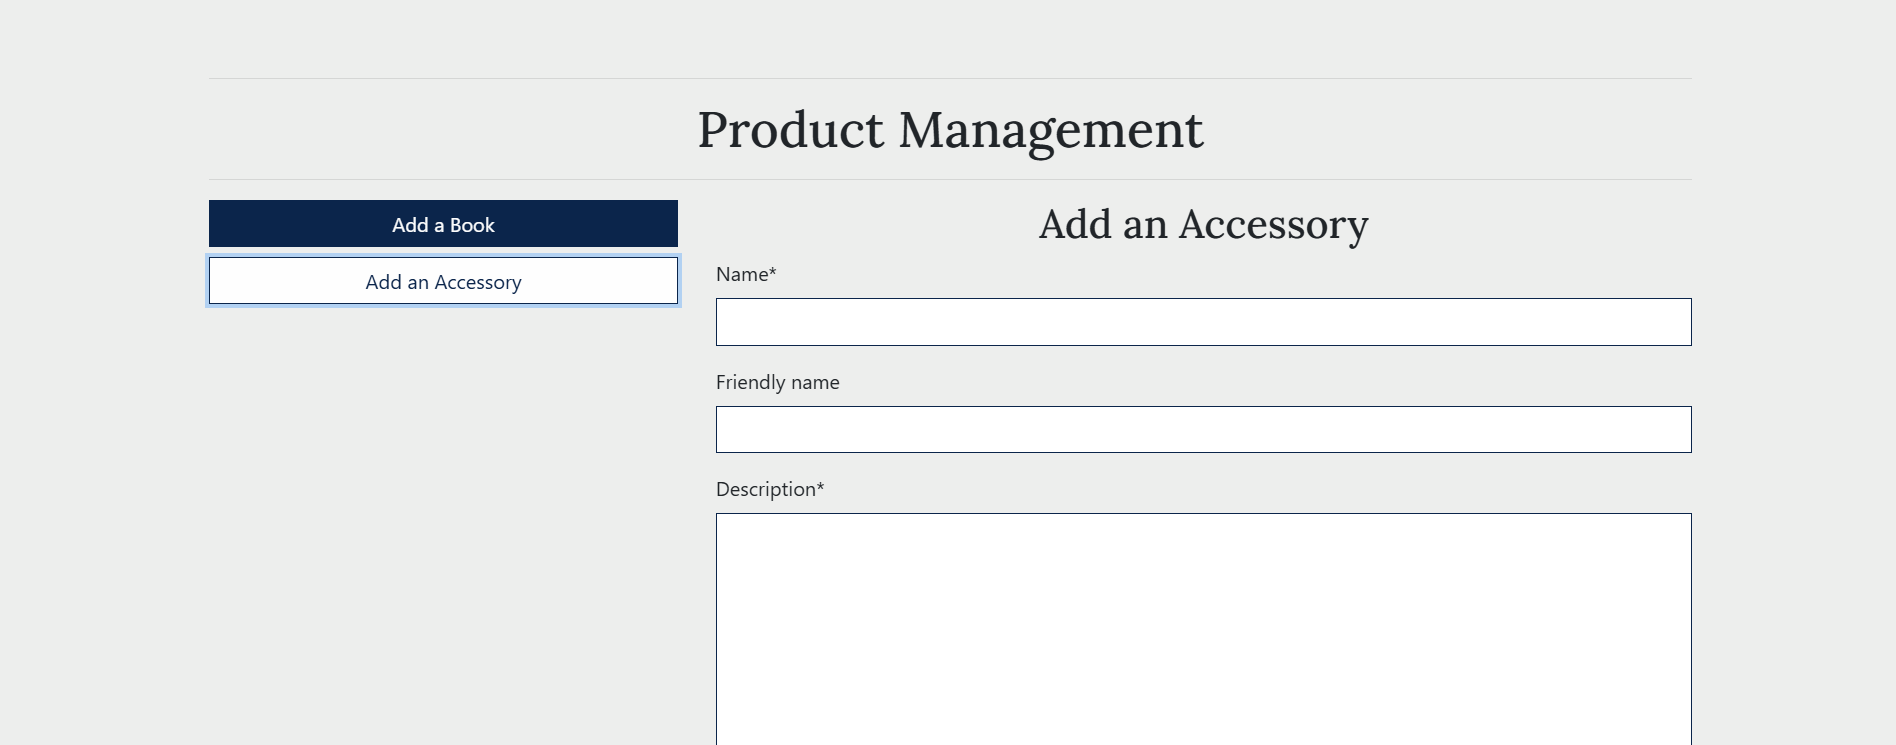 Product Management
Add a Book
Add an Accessory
Add an Accessory
Name*
Friendly name
Description*